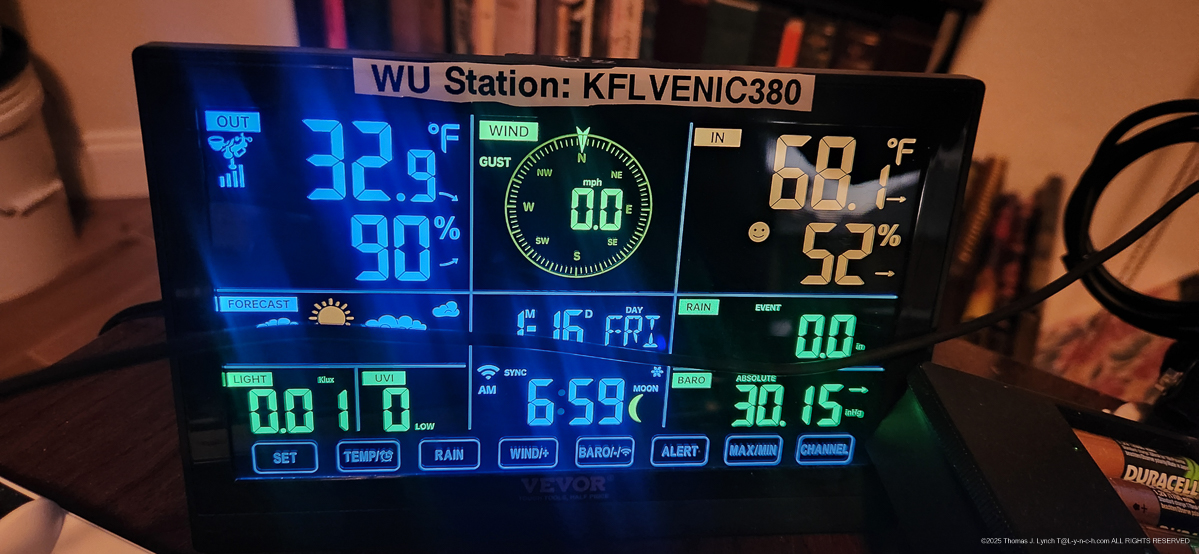 WU Station: KFLVENIC380
OUT
32.9 °F
90 %
WIND
GUST
N
NW NE
mph
W 0.0 E
SW SE
S
IN
68.1 °F
52 %
FORECAST
1 M - 16 D DAY FRI
RAIN EVENT
0.0 in
LIGHT Klux
0.01
UVI
0 LOW
SYNC
AM 6:59 MOON
BARO ABSOLUTE
30.15 inHg
SET TEMP/ RAIN WIND/+ BARO/-/ ALERT MAX/MIN CHANNEL
VEVOR
DURACELL
©2025 Thomas J. Lynch T@L-y-n-c-h.com ALL RIGHTS RESERVED